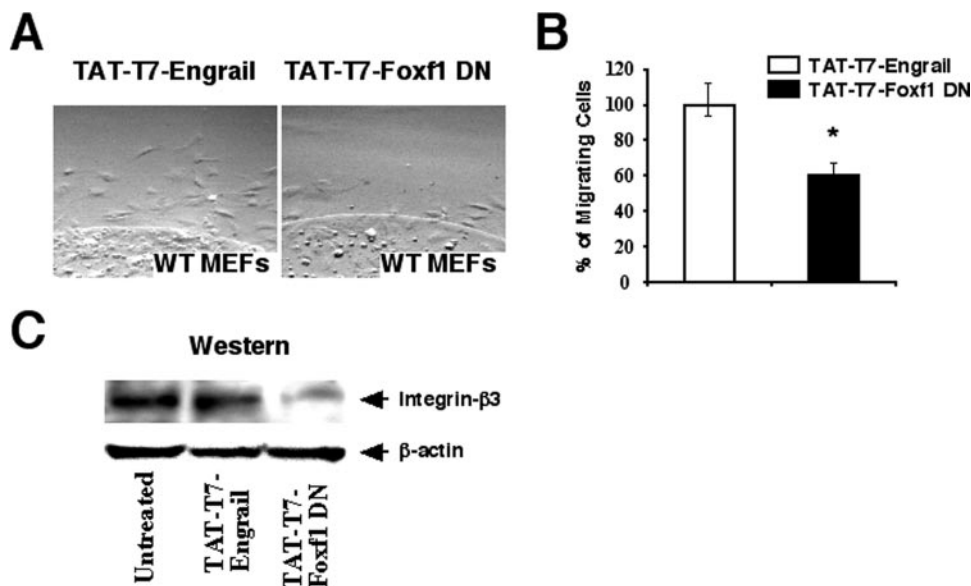 A
TAT-T7-Engrail
TAT-T7-Foxf1 DN
WT MEFs
WT MEFs
B
TAT-T7-Engrail
TAT-T7-Foxf1 DN
% of Migrating Cells
120
100
80
60
40
20
0
*
C
Western
Integrin-β3
β-actin
Untreated
TAT-T7-
Engrail
TAT-T7-
Foxf1 DN